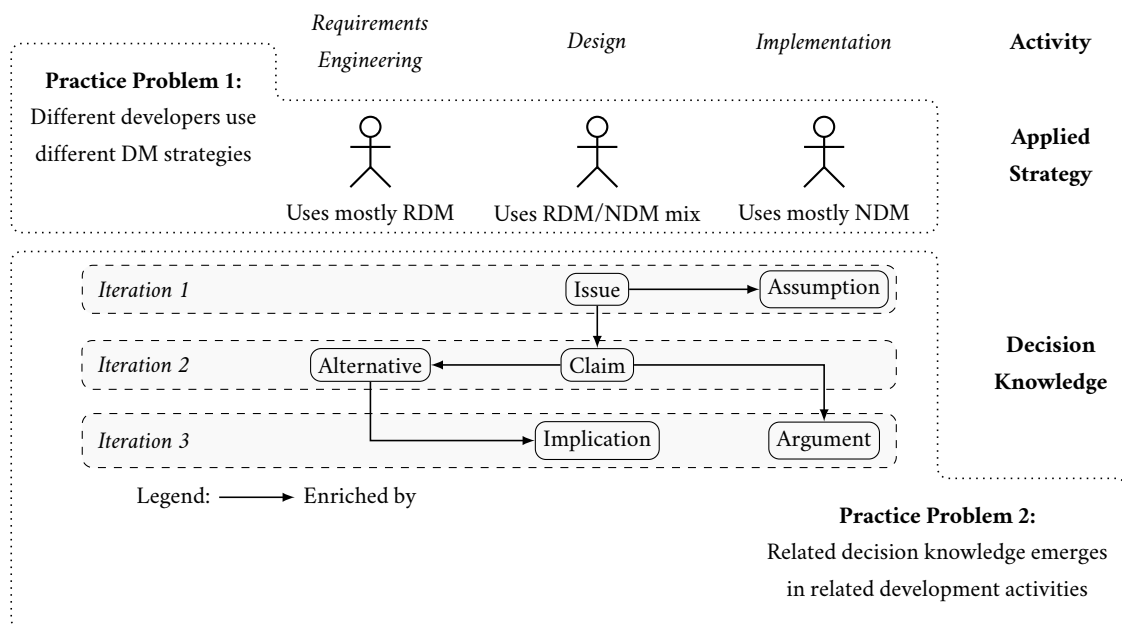 Requirements
Engineering
Design
Implementation
Activity
Practice Problem 1:
Different developers use
different DM strategies
Applied
Strategy
Uses mostly RDM
Uses RDM/NDM mix
Uses mostly NDM
Iteration 1
Issue
Assumption
Iteration 2
Alternative
Claim
Decision
Knowledge
Iteration 3
Implication
Argument
Legend:
Enriched by
Practice Problem 2:
Related decision knowledge emerges
in related development activities